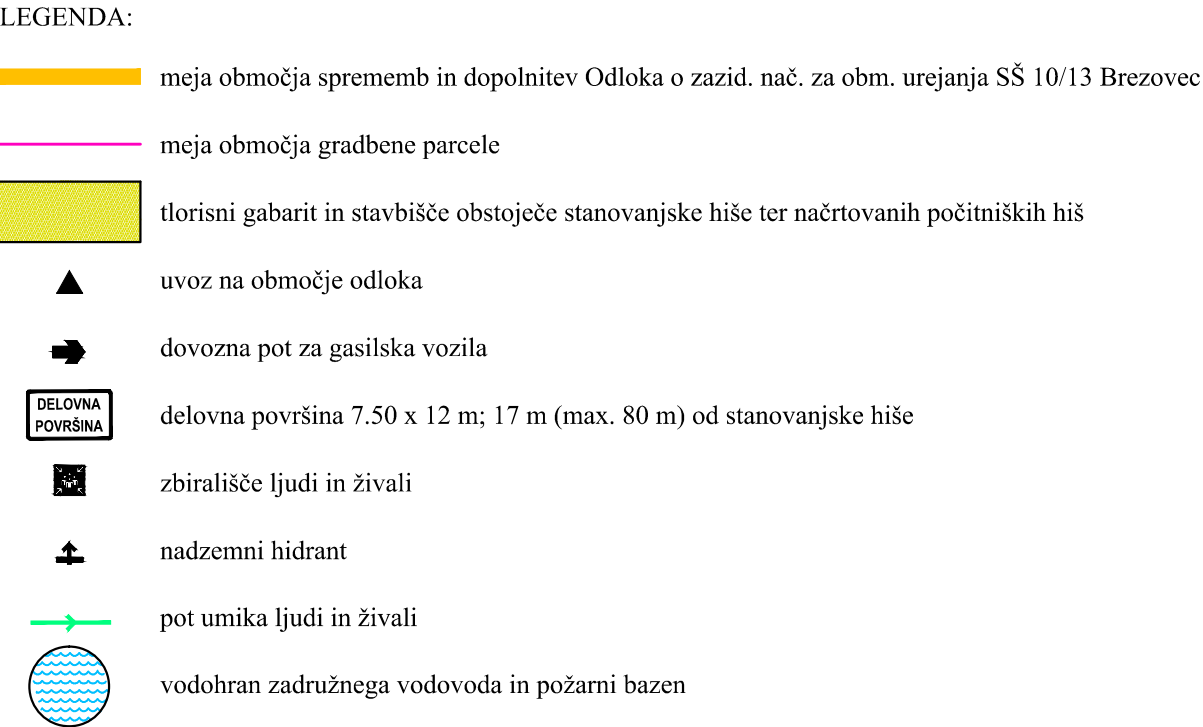 LEGENDA:
meja območja sprememb in dopolnitev Odloka o zazid. nač. za obm. urejanja SŠ 10/13 Brezovec
meja območja gradbene parcele
tlorisni gabarit in stavbišče obstoječe stanovanjske hiše ter načrtovanih počitniških hiš
uvoz na območje odloka
dovozna pot za gasilska vozila
DELOVNA
POVRŠINA
delovna površina 7.50 x 12 m; 17 m (max. 80 m) od stanovanjske hiše
zbirališče ljudi in živali
nadzemni hidrant
pot umika ljudi in živali
vodohran zadružnega vodovoda in požarni bazen